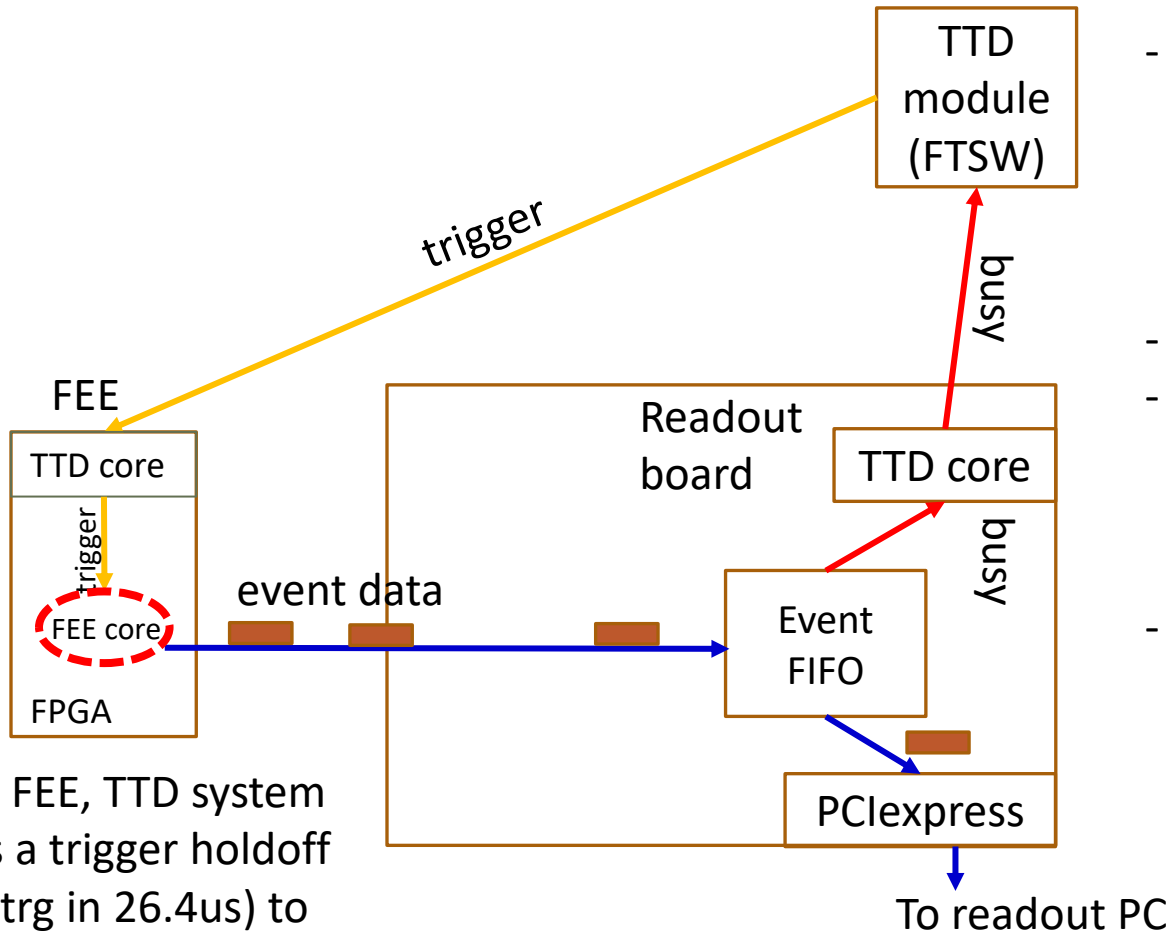 TTD
module
(FTSW)
-
trigger
busy
-
-
FEE
TTD core
trigger
FEE core
FPGA
event data
Readout
board
TTD core
busy
Event
FIFO
-
PCIexpress
To readout PC
FEE, TTD system
s a trigger holdoff
trg in 26.4us) to